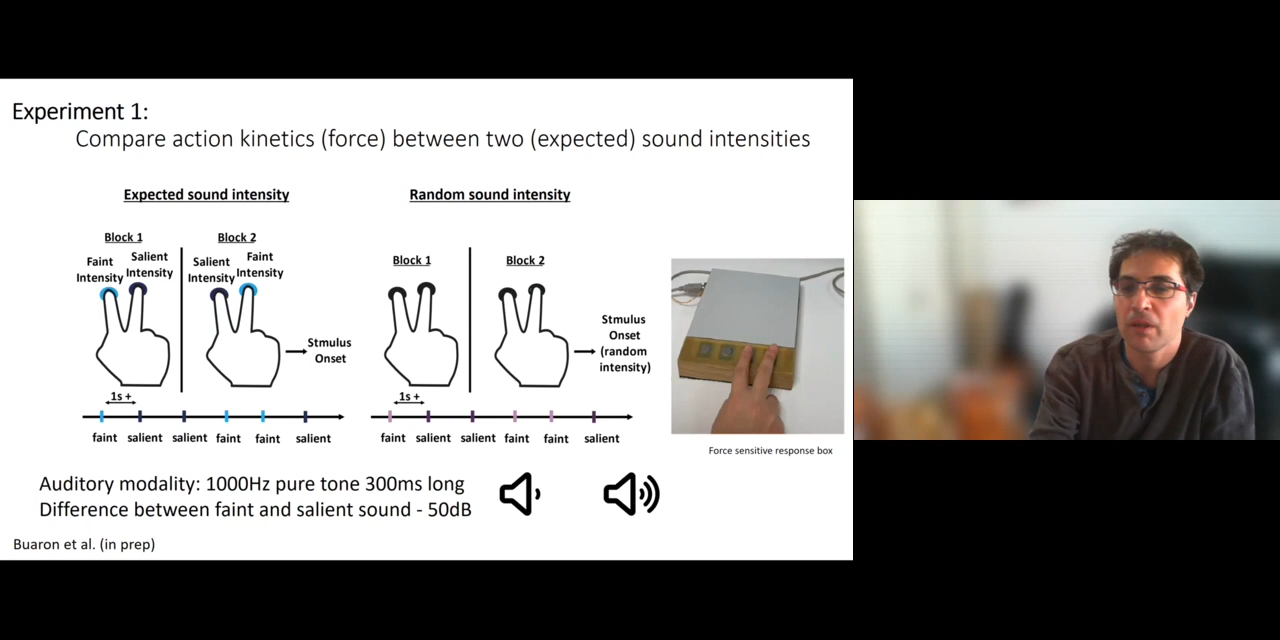 Experiment 1:
Compare action kinetics (force) between two (expected) sound intensities
Expected sound intensity
Block 1
Faint
Intensity
Salient
Intensity
Block 2
Salient
Intensity
Faint
Intensity
Stmulus
Onset
1s +
faint salient salient faint faint salient
Random sound intensity
Block 1
Block 2
Stmulus
Onset
(random
intensity)
1s +
faint salient salient faint faint salient
Force sensitive response box
Auditory modality: 1000Hz pure tone 300ms long
Difference between faint and salient sound - 50dB
Buaron et al. (in prep)